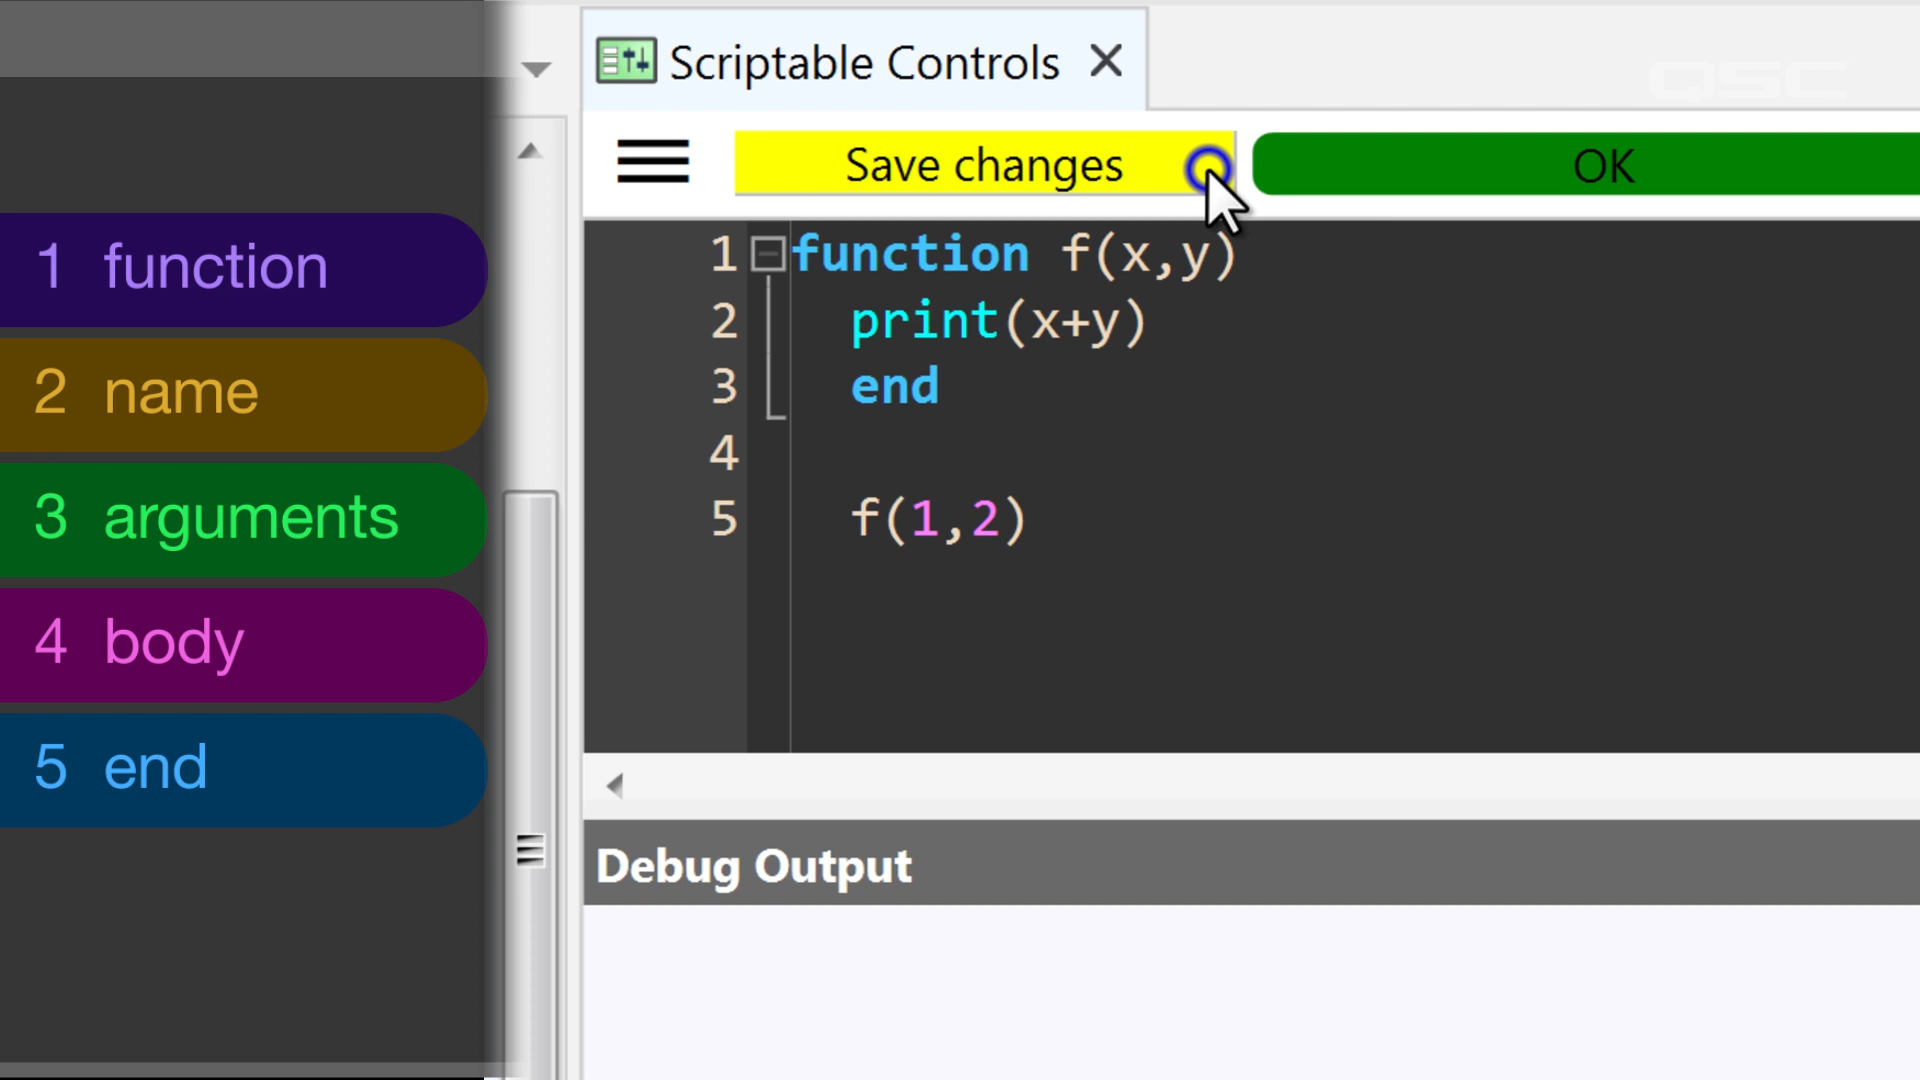 1 function
2 name
3 arguments
4 body
5 end
Scriptable Controls
QSC
Save changes
OK
1 function f(x,y)
2 print(x+y)
3 end
4
5 f(1,2)
Debug Output